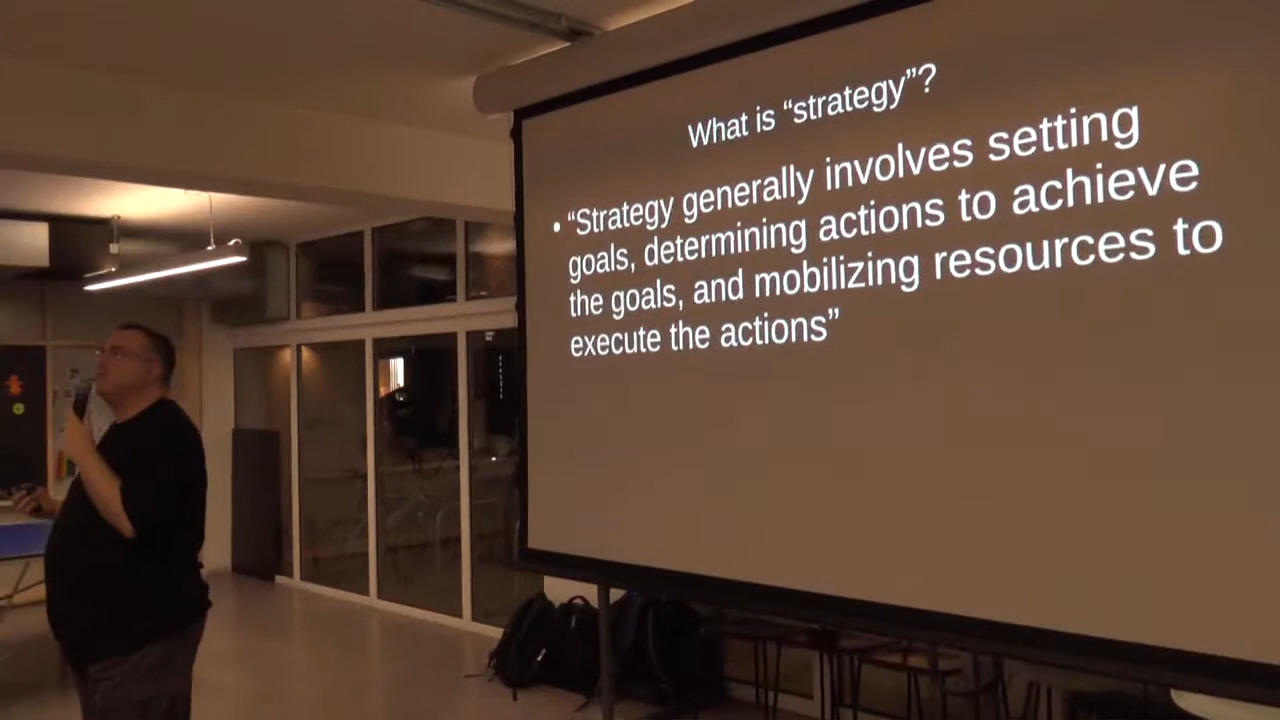 What is “strategy”?
• “Strategy generally involves setting
goals, determining actions to achieve
the goals, and mobilizing resources to
execute the actions”